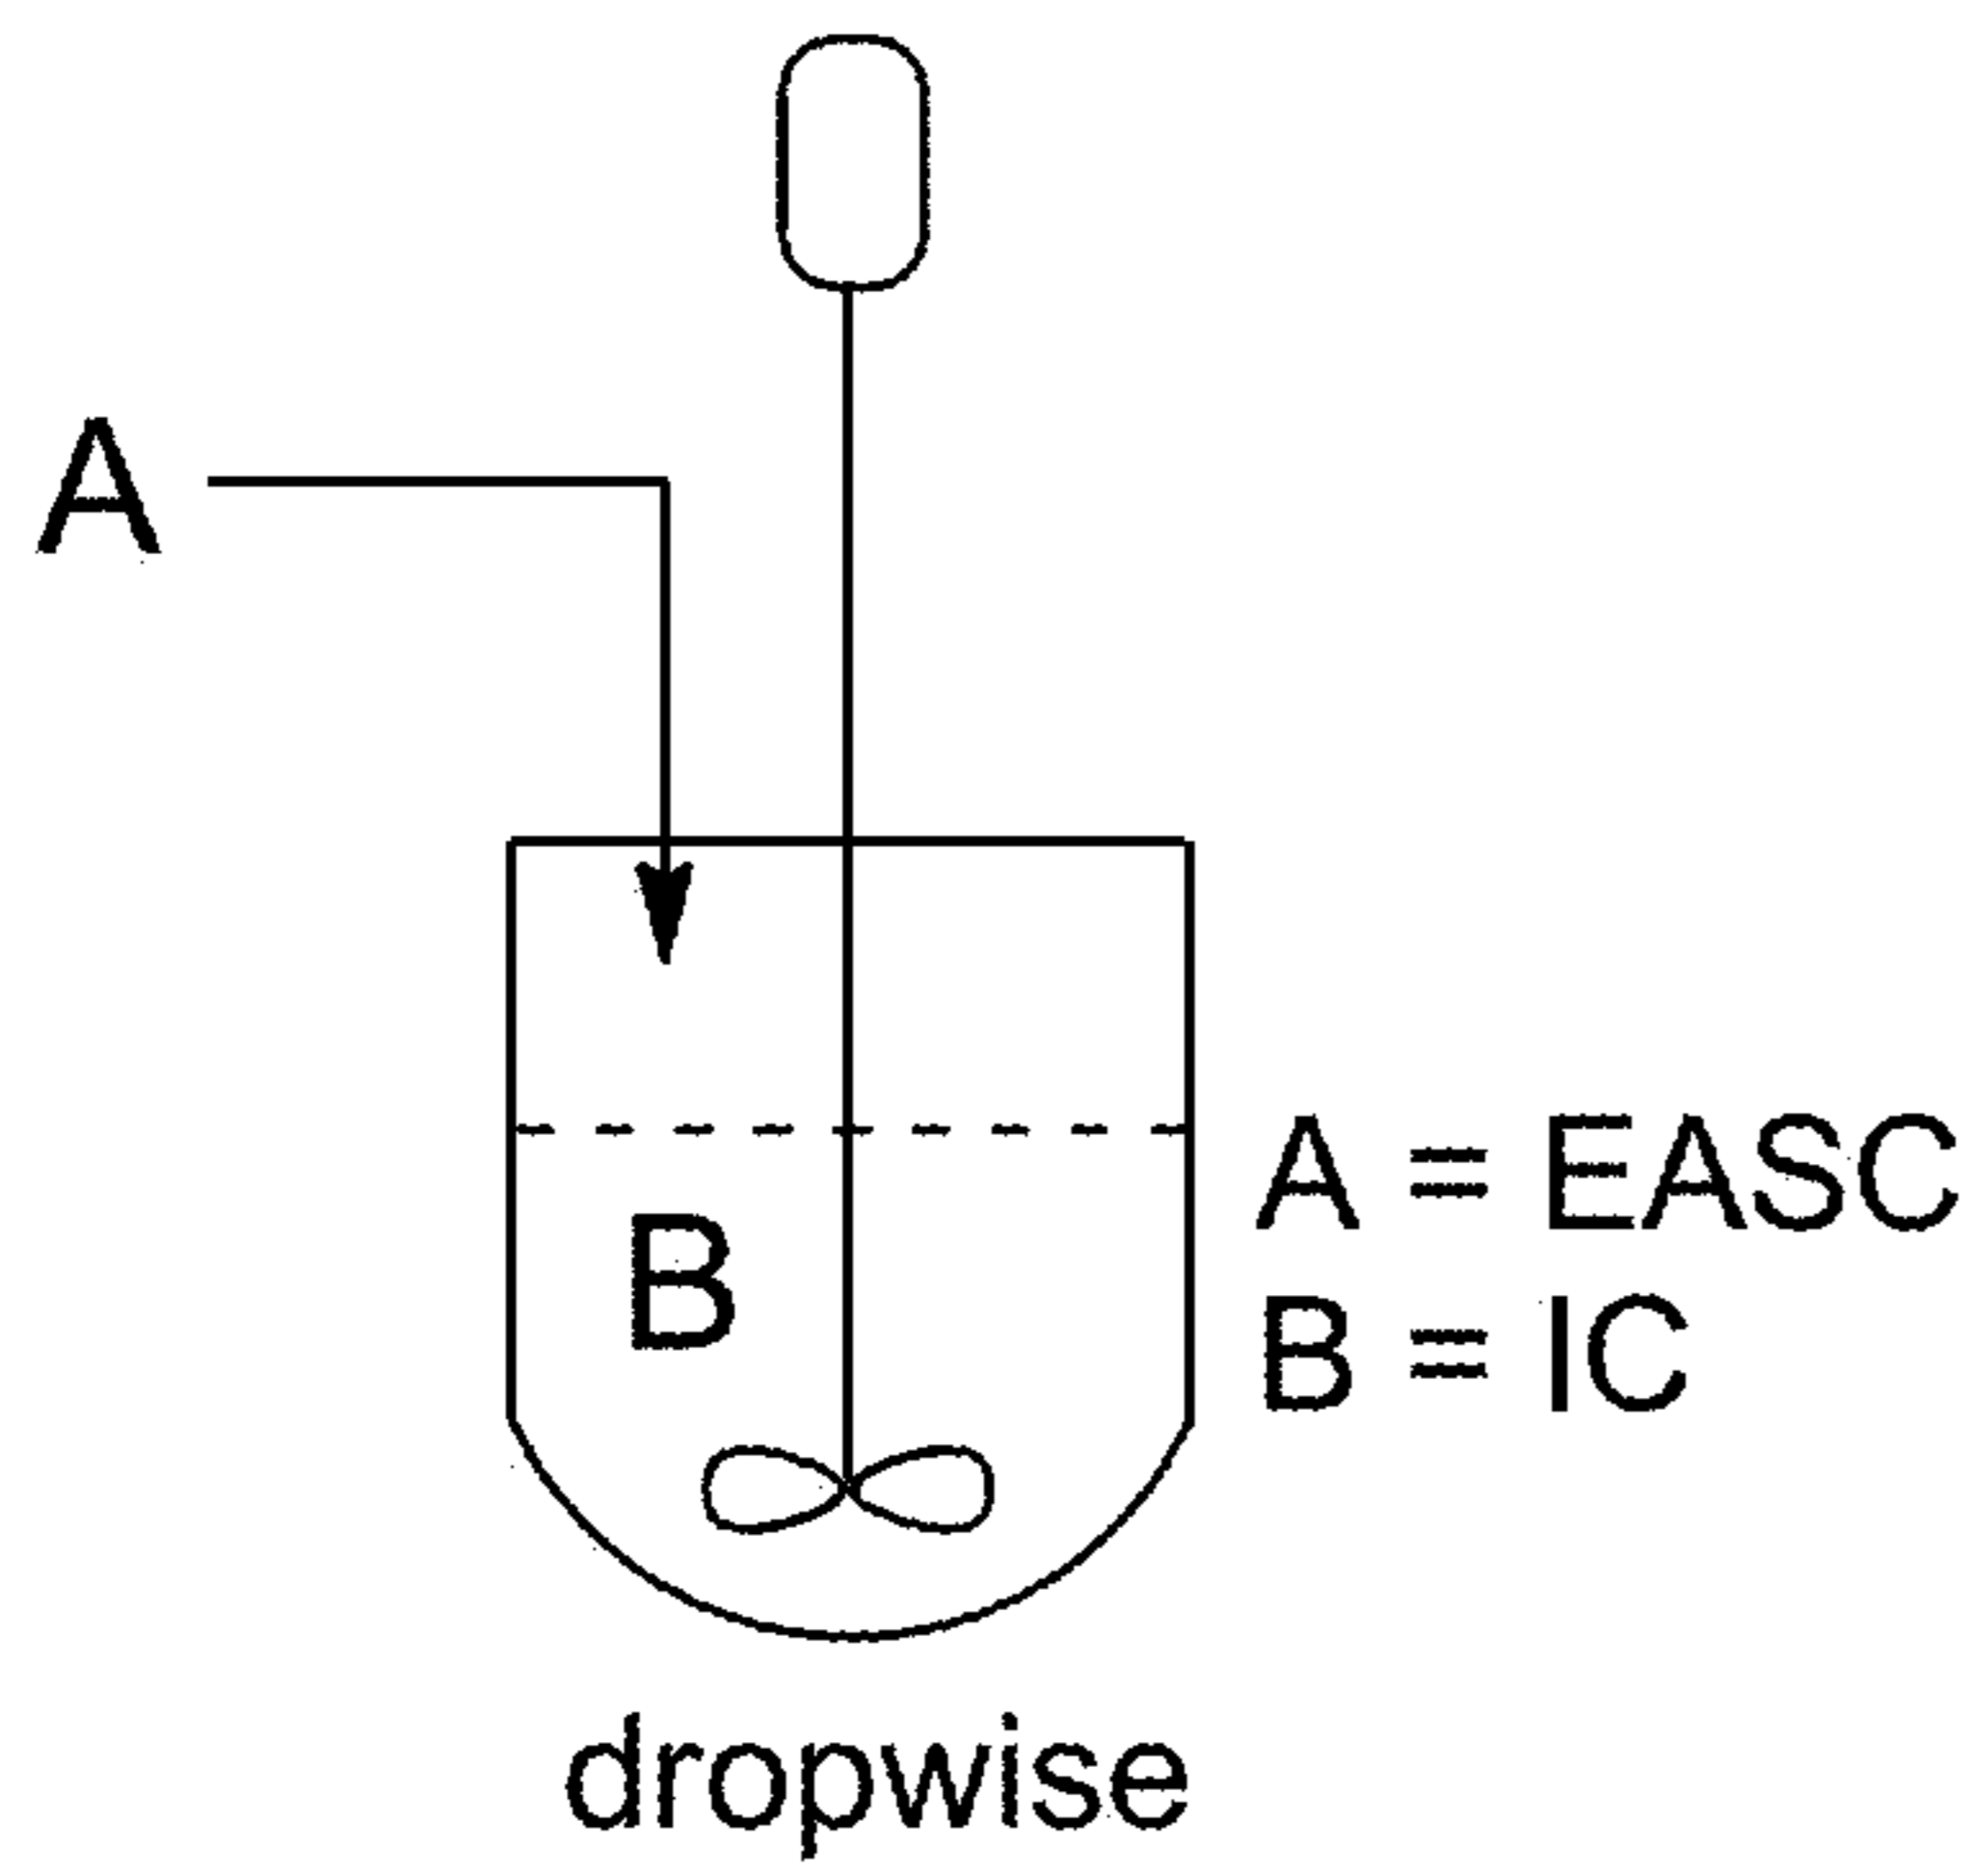 A
B
A = EASC
B = IC
dropwise